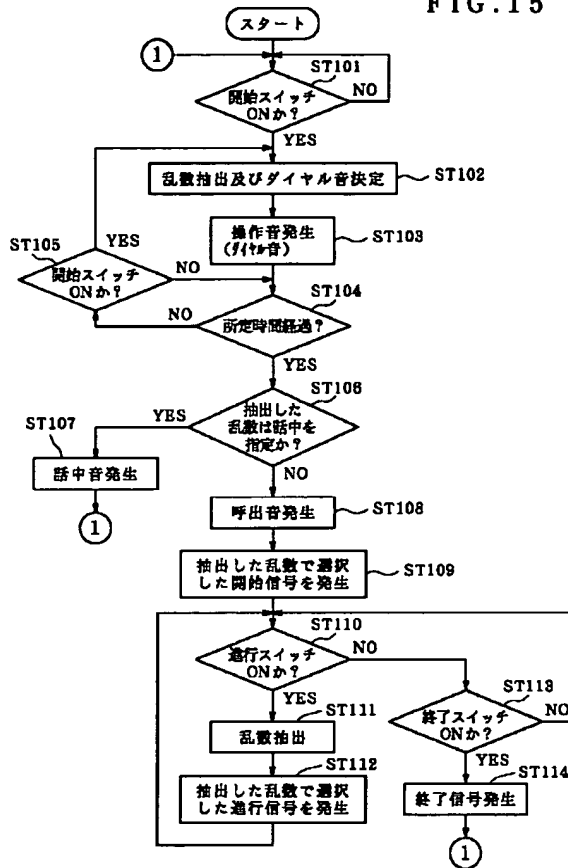 FIG.15
スタート
1
ST101
開始スイッチ
ONか?
NO
YES
乱数抽出及びダイヤル音決定
ST102
操作音発生
(ダイヤル音)
ST103
ST105
YES
開始スイッチ
ONか?
NO
ST104
所定時間経過?
NO
YES
ST106
抽出した
乱数は話中を
指定か?
YES
NO
ST107
話中音発生
1
呼出音発生
ST108
抽出した乱数で選択
した開始信号を発生
ST109
ST110
進行スイッチ
ONか?
NO
YES
ST111
乱数抽出
ST112
抽出した乱数で選択
した進行信号を発生
ST113
終了スイッチ
ONか?
NO
YES
ST114
終了信号発生
1